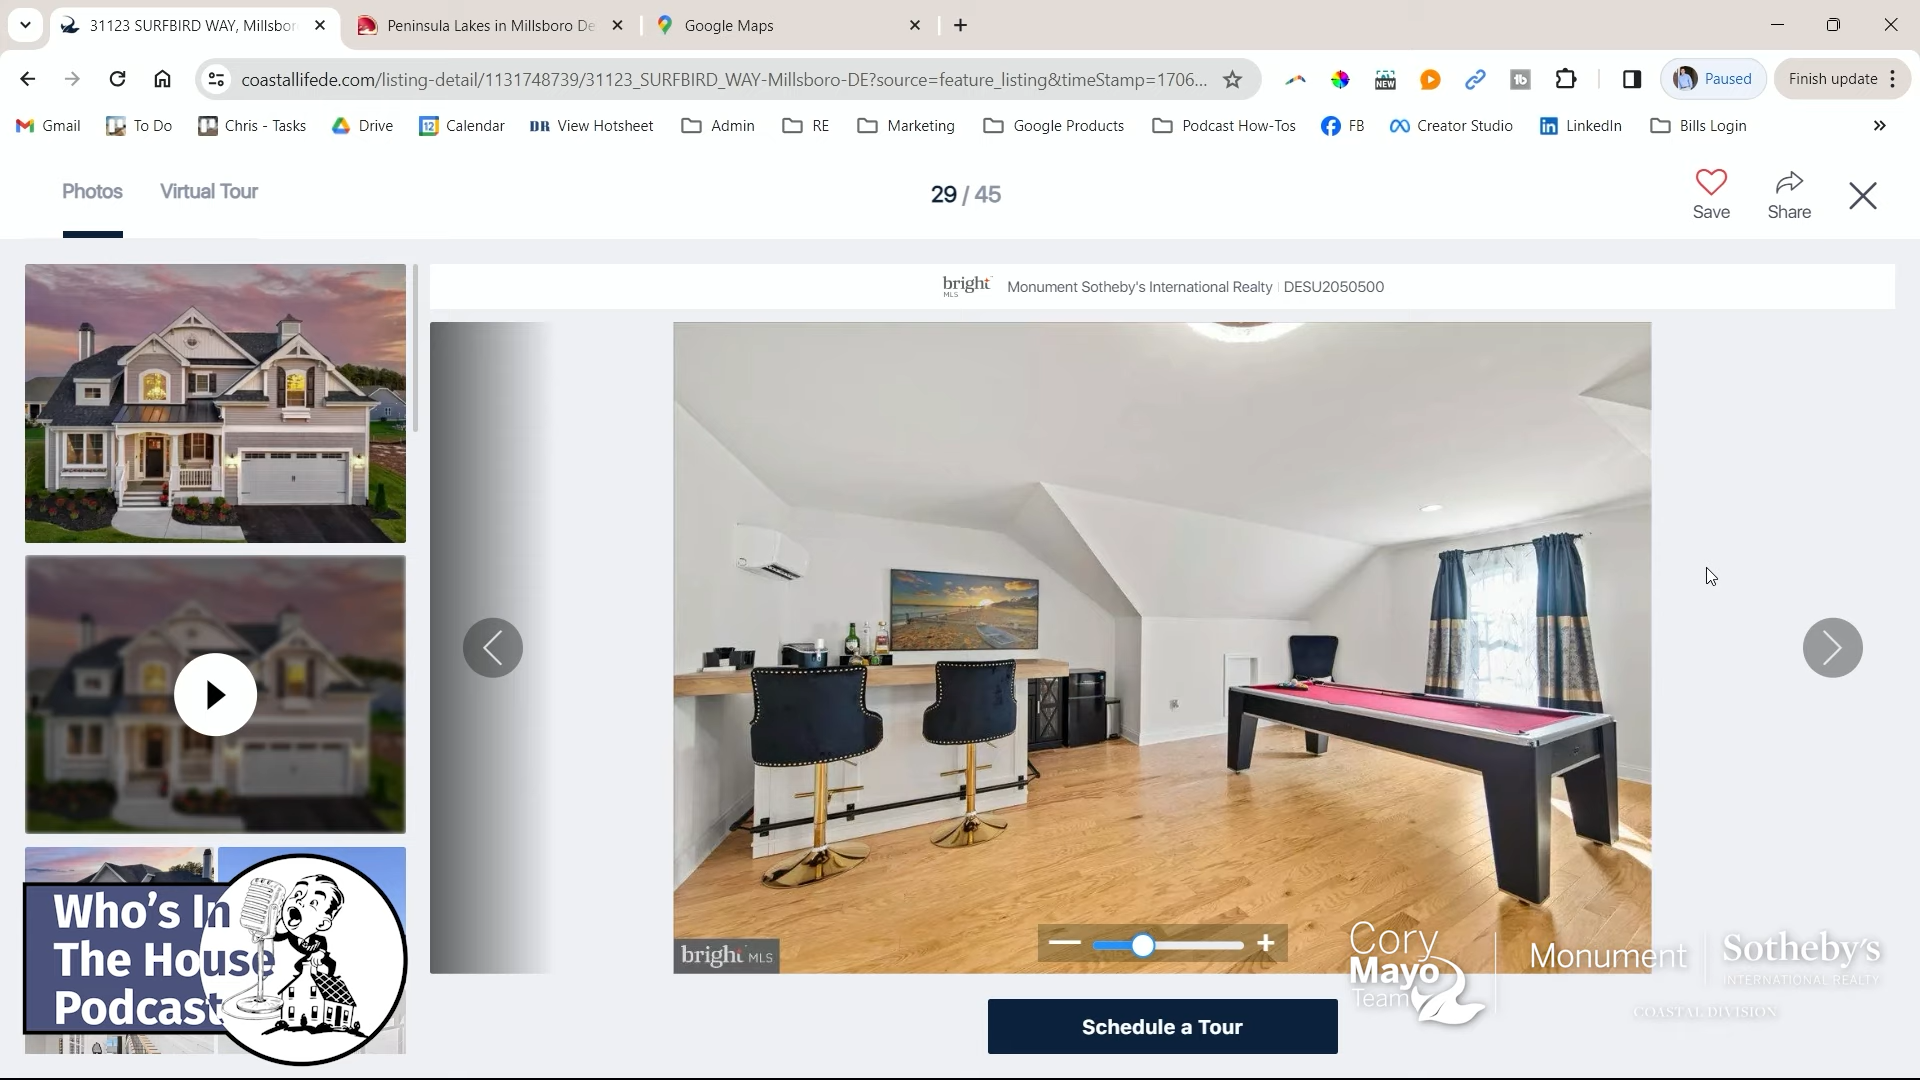 31123 SURFBIRD WAY, Millsbor
Peninsula Lakes in Millsboro De
Google Maps
coastallifede.com/listing-detail/1131748739/31123_SURFBIRD_WAY-Millsboro-DE?source=feature_listing&timeStamp=1706...
NEW
Paused
Finish update
Gmail
To Do
Chris - Tasks
Drive
Calendar
DR View Hotsheet
Admin
RE
Marketing
Google Products
Podcast How-Tos
FB
Creator Studio
LinkedIn
Bills Login
Photos
Virtual Tour
29 / 45
Save
Share
bright MLS
Monument Sotheby's International Realty | DESU2050500
bright MLS
Who's In
The House
Podcast
Cory
Mayo
Team
Monument
Sotheby's
INTERNATIONAL REALTY
COASTAL DIVISION
Schedule a Tour